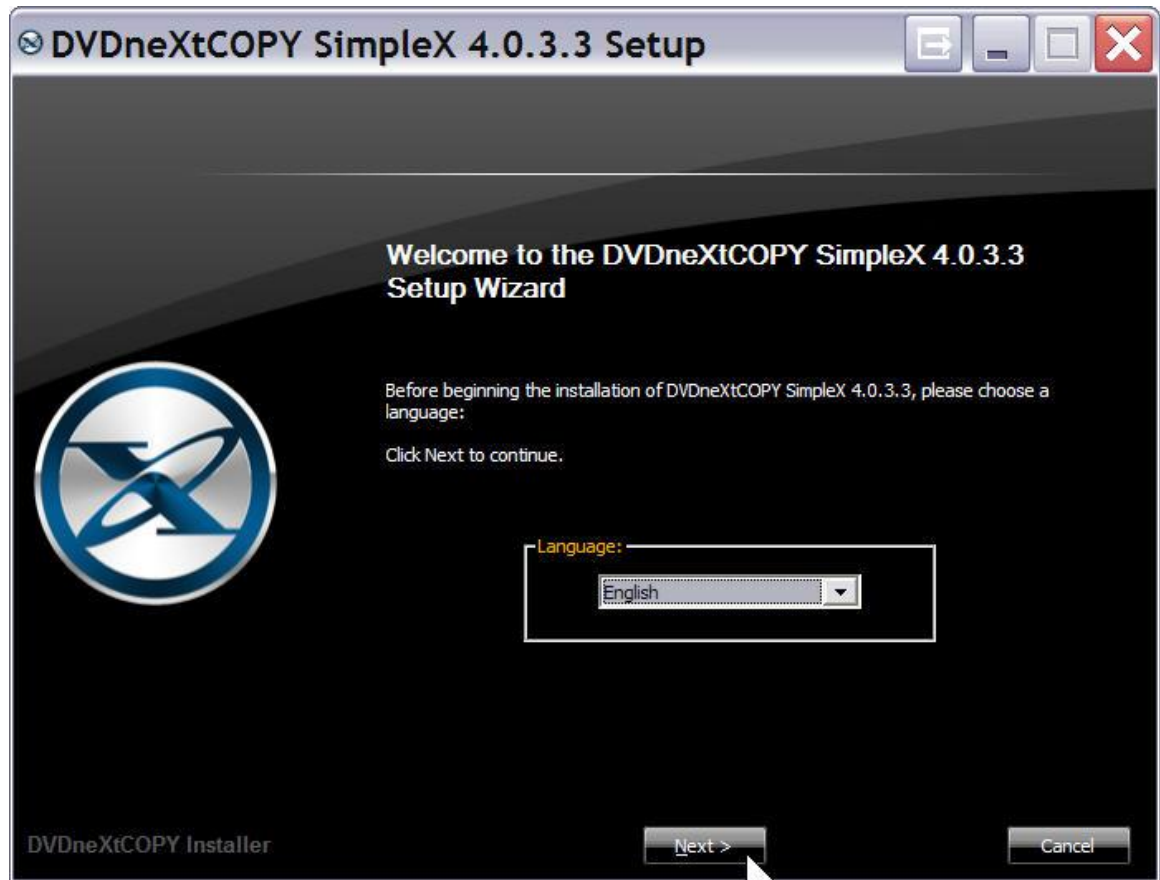 DVDneXtCOPY SimpleX 4.0.3.3 Setup
Welcome to the DVDneXtCOPY SimpleX 4.0.3.3
Setup Wizard
Before beginning the installation of DVDneXtCOPY SimpleX 4.0.3.3, please choose a
language:
Click Next to continue.
Language:
English
DVDneXtCOPY Installer
Next >
Cancel